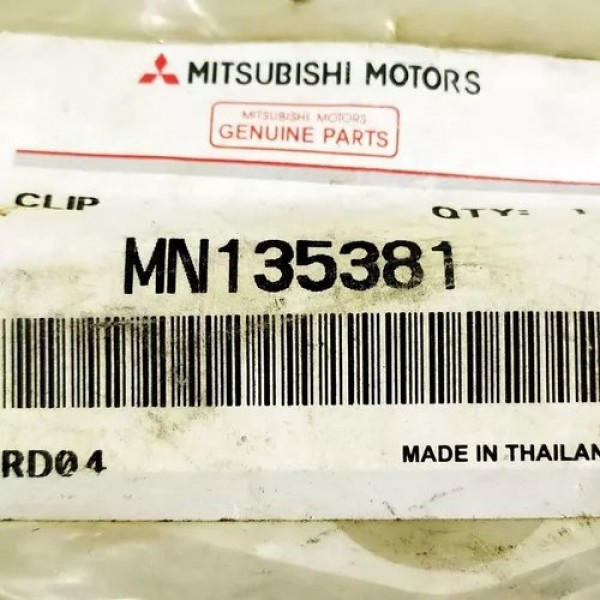 MITSUBISHI MOTORS
MITSUBISHI MOTORS
GENUINE PARTS
CLIP QTY: 1
MN135381
RD04 MADE IN THAILAN